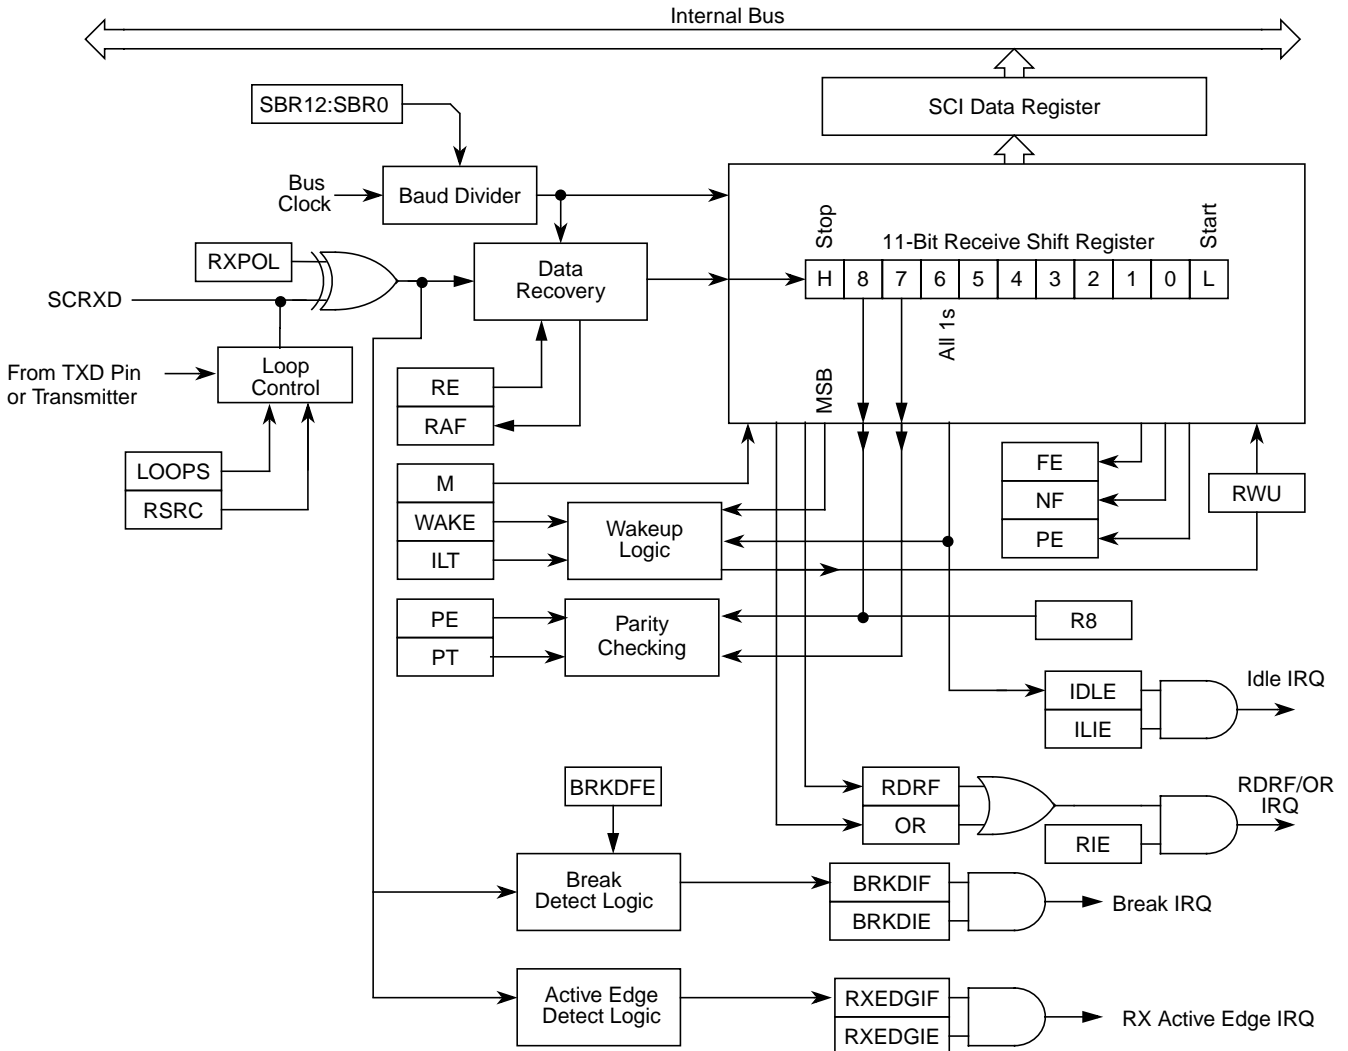 Internal Bus
SBR12:SBR0
SCI Data Register
Bus
Clock
Baud Divider
RXPOL
SCRXD
Data
Recovery
Stop
11-Bit Receive Shift Register
Start
H 8 7 6 5 4 3 2 1 0 L
All 1s
MSB
From TXD Pin
or Transmitter
Loop
Control
RE
RAF
LOOPS
RSRC
M
WAKE
ILT
Wakeup
Logic
FE
NF
PE
RWU
PE
PT
Parity
Checking
R8
IDLE
ILIE
Idle IRQ
BRKDFE
RDRF
OR
RIE
RDRF/OR
IRQ
Break
Detect Logic
BRKDIF
BRKDIE
Break IRQ
Active Edge
Detect Logic
RXEDGIF
RXEDGIE
RX Active Edge IRQ